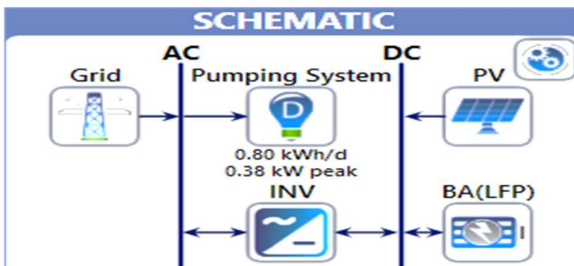 SCHEMATIC
AC DC
Grid Pumping System PV
D
0.80 kWh/d
0.38 kW peak
INV BA(LFP)